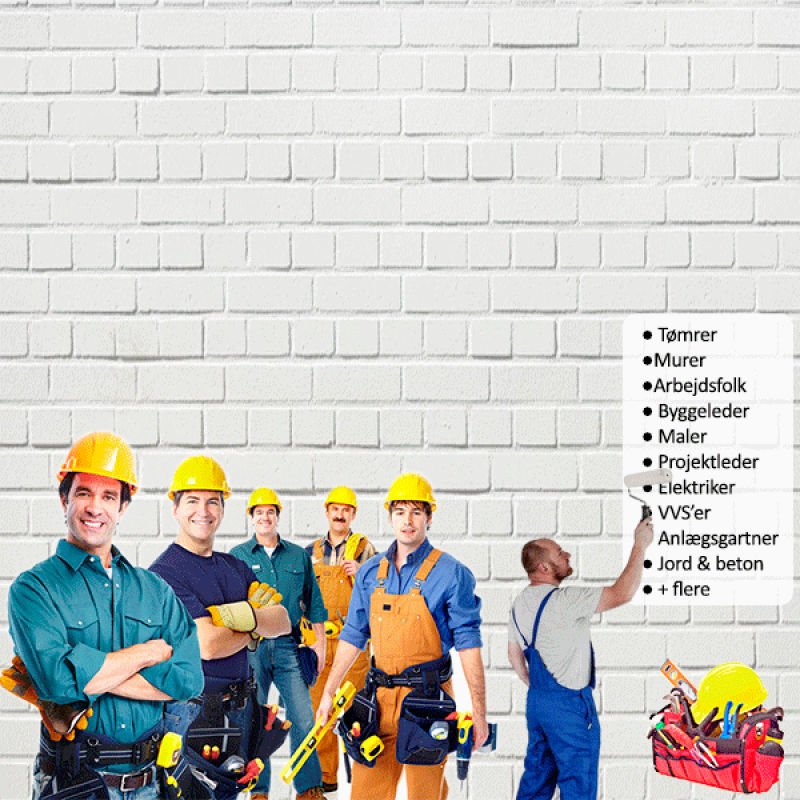 • Tømrer
• Murer
• Arbejdsfolk
• Byggeleder
• Maler
• Projektleder
• Elektriker
• VVS'er
Anlægsgartner
• Jord & beton
• + flere